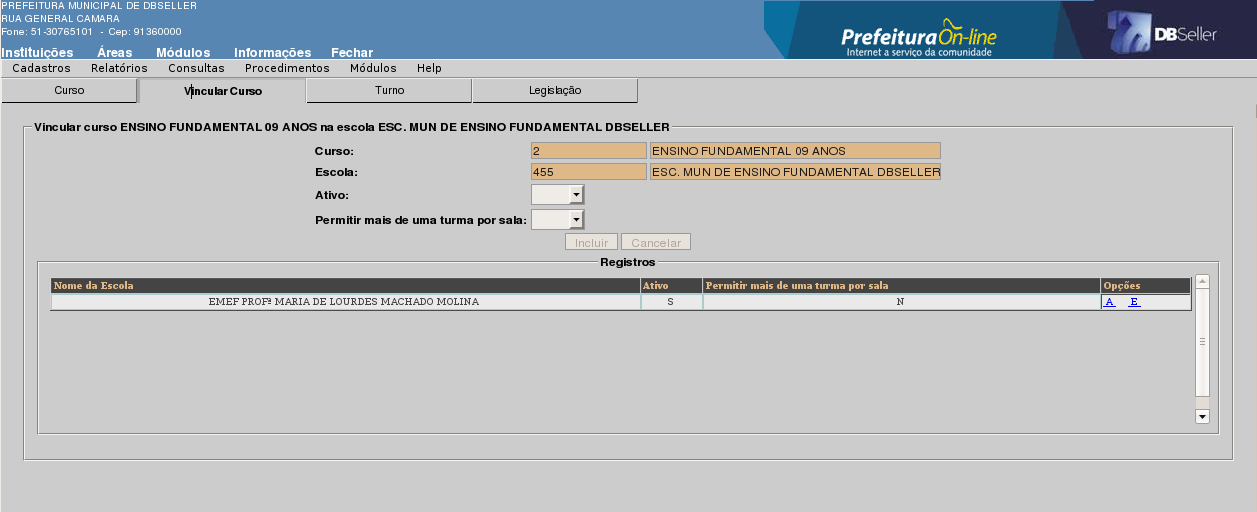 PREFEITURA MUNICIPAL DE DBSELLER
RUA GENERAL CAMARA
Fone: 51-30765101 - Cep: 91360000
Prefeitura On-line
Internet a serviço da comunidade
DBSeller
Instituições Áreas Módulos Informações Fechar
Cadastros Relatórios Consultas Procedimentos Módulos Help
Curso Vincular Curso Turno Legislação
Vincular curso ENSINO FUNDAMENTAL 09 ANOS na escola ESC. MUN DE ENSINO FUNDAMENTAL DBSELLER
Curso: 2 ENSINO FUNDAMENTAL 09 ANOS
Escola: 455 ESC. MUN DE ENSINO FUNDAMENTAL DBSELLER
Ativo:
Permitir mais de uma turma por sala:
Incluir Cancelar
Registros
Nome da Escola Ativo Permitir mais de uma turma por sala Opções
EMEF PROFª MARIA DE LOURDES MACHADO MOLINA S N A E